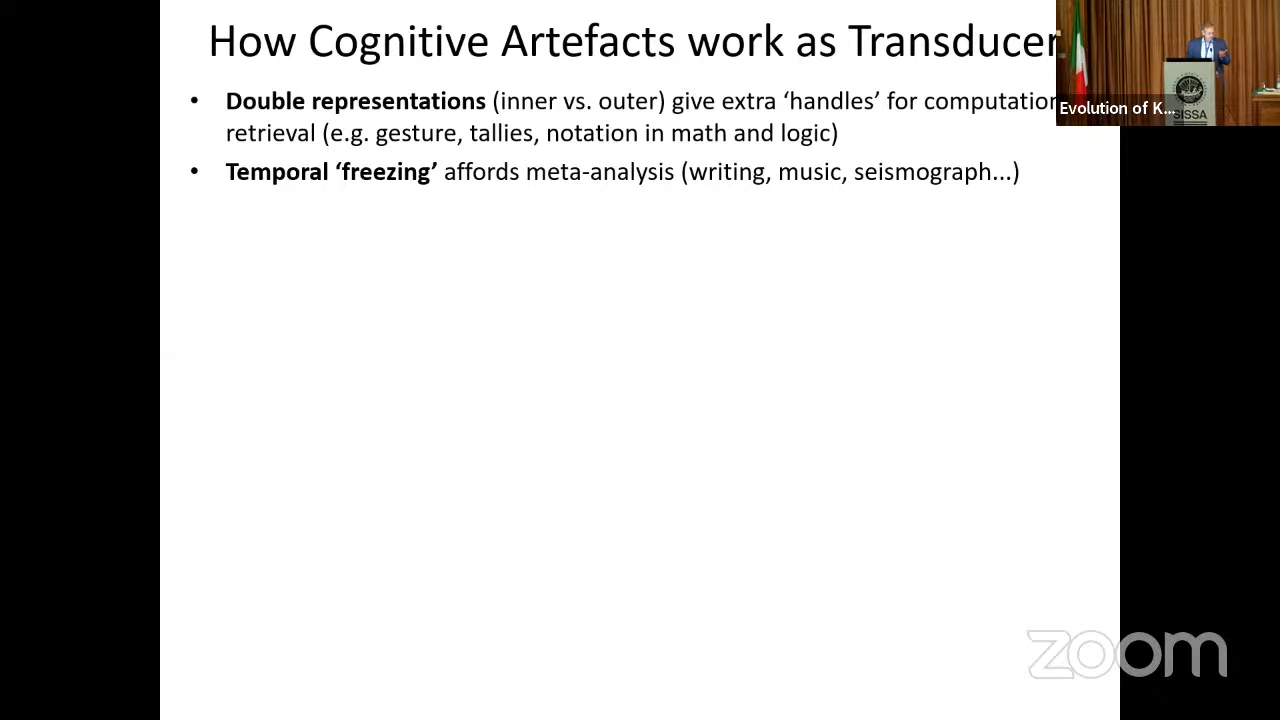 How Cognitive Artefacts work as Transducer
• Double representations (inner vs. outer) give extra ‘handles’ for computation
retrieval (e.g. gesture, tallies, notation in math and logic)
• Temporal ‘freezing’ affords meta-analysis (writing, music, seismograph...)
Evolution of K...
SISSA
zoom